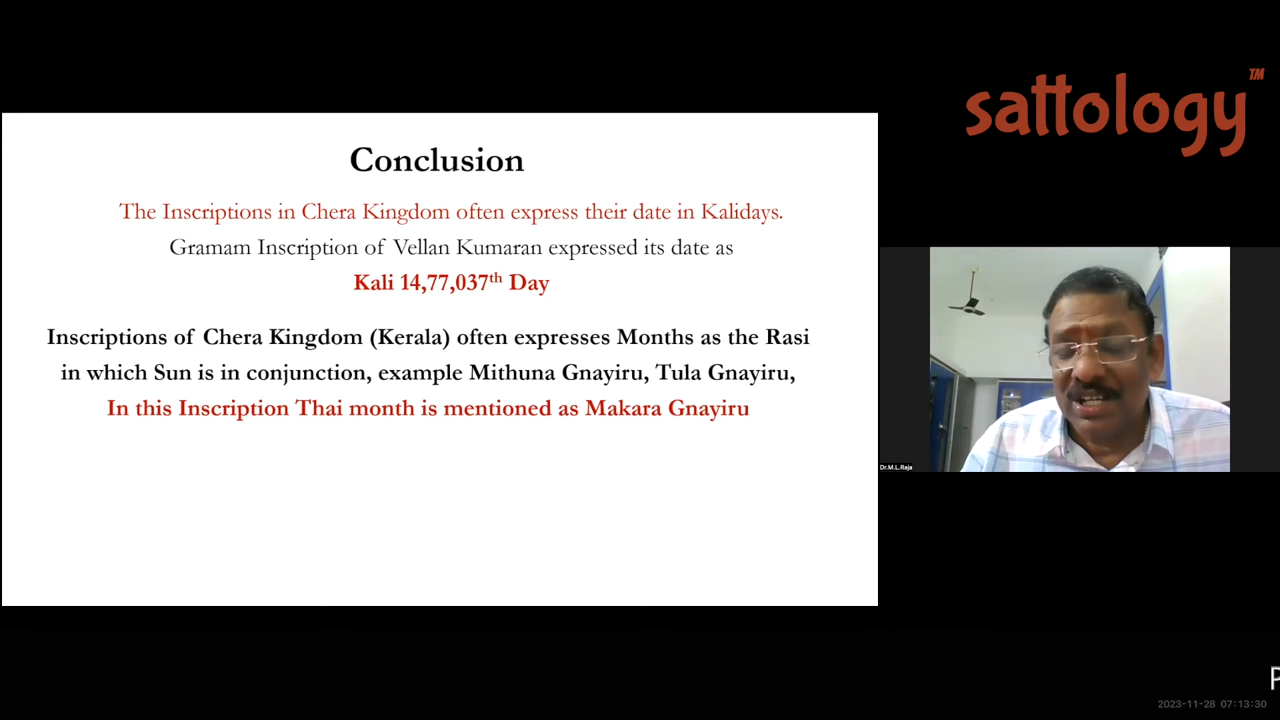 sattology™
Conclusion
The Inscriptions in Chera Kingdom often express their date in Kalidays.
Gramam Inscription of Vellan Kumaran expressed its date as
Kali 14,77,037th Day
Inscriptions of Chera Kingdom (Kerala) often expresses Months as the Rasi
in which Sun is in conjunction, example Mithuna Gnayiru, Tula Gnayiru,
In this Inscription Thai month is mentioned as Makara Gnayiru
Dr.M.L.Raja
P
2023-11-28 07:13:30